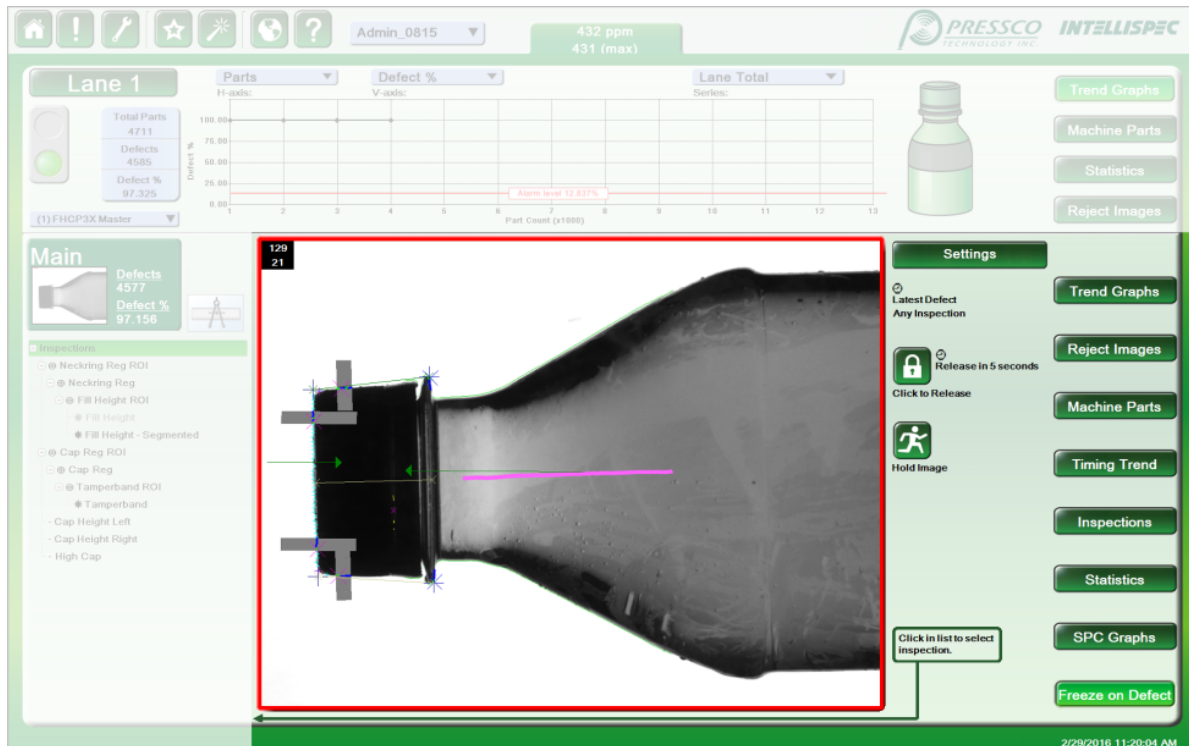 Admin_0815
432 ppm
431 (max)
PRESSCO
TECHNOLOGY INC.
INTELLISPEC
Lane 1
Parts
H-axis:
Defect %
V-axis:
Lane Total
Series:
Trend Graphs
Machine Parts
Statistics
Reject Images
Total Parts
4711
Defects
4585
Defect %
97.325
(1) FHCP3X Master
Defect %
100.00
75.00
50.00
25.00
0.00
Alarm level 12.837%
1 2 3 4 5 6 7 8 9 10 11 12 13
Part Count (x1000)
Main
Defects
4577
Defect %
97.156
Inspections
Neckring Reg ROI
Neckring Reg
Fill Height ROI
Fill Height
Fill Height - Segmented
Cap Reg ROI
Cap Reg
Tamperband ROI
Tamperband
- Cap Height Left
- Cap Height Right
- High Cap
129
21
Settings
Latest Defect
Any Inspection
Release in 5 seconds
Click to Release
Hold Image
Click in list to select
inspection.
Trend Graphs
Reject Images
Machine Parts
Timing Trend
Inspections
Statistics
SPC Graphs
Freeze on Defect
2/29/2016 11:20:04 AM